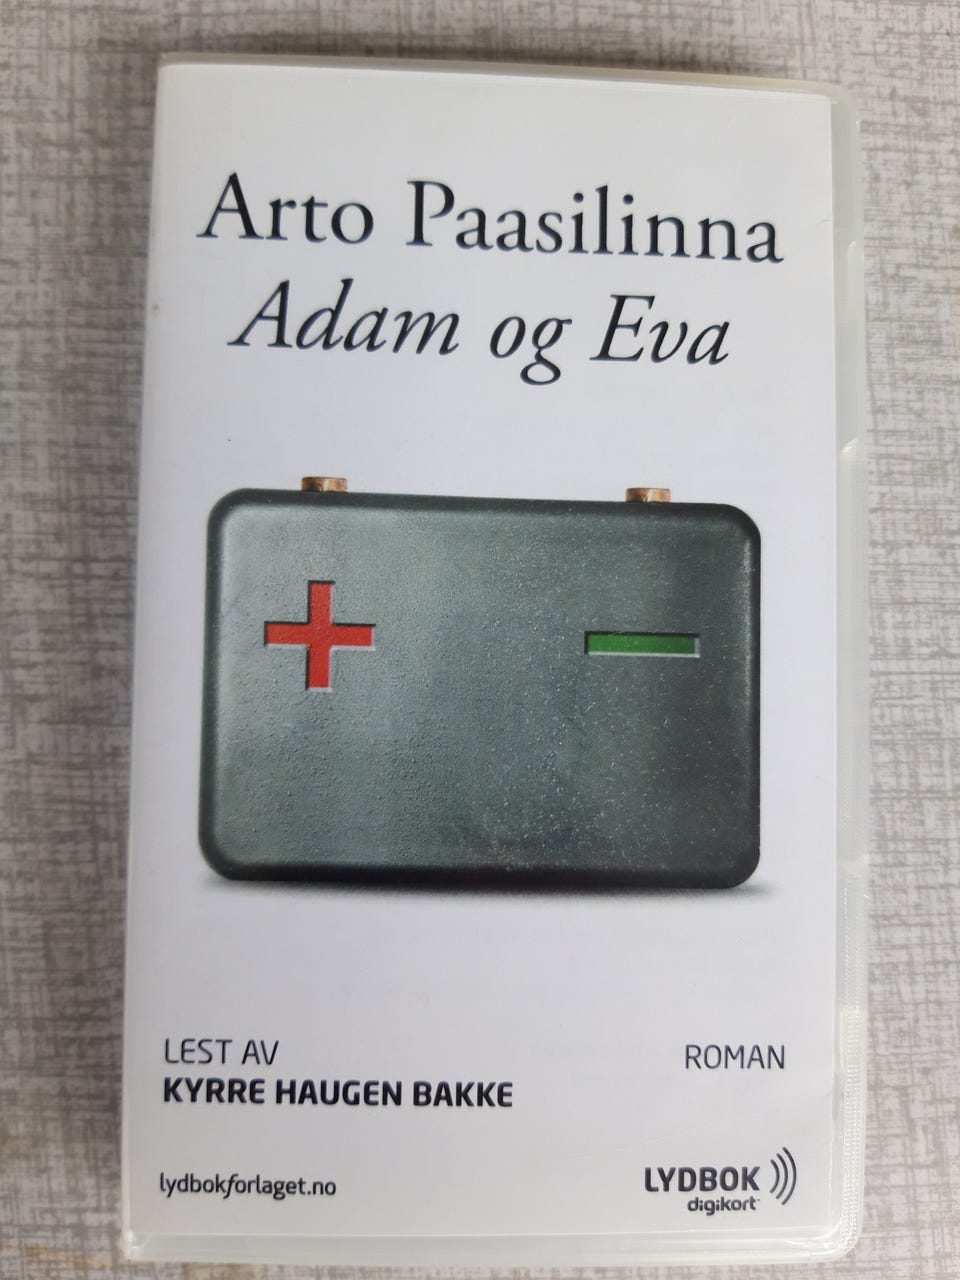 Arto Paasilinna
Adam og Eva
LEST AV
KYRRE HAUGEN BAKKE
ROMAN
lydbokforlaget.no
LYDBOK
digikort